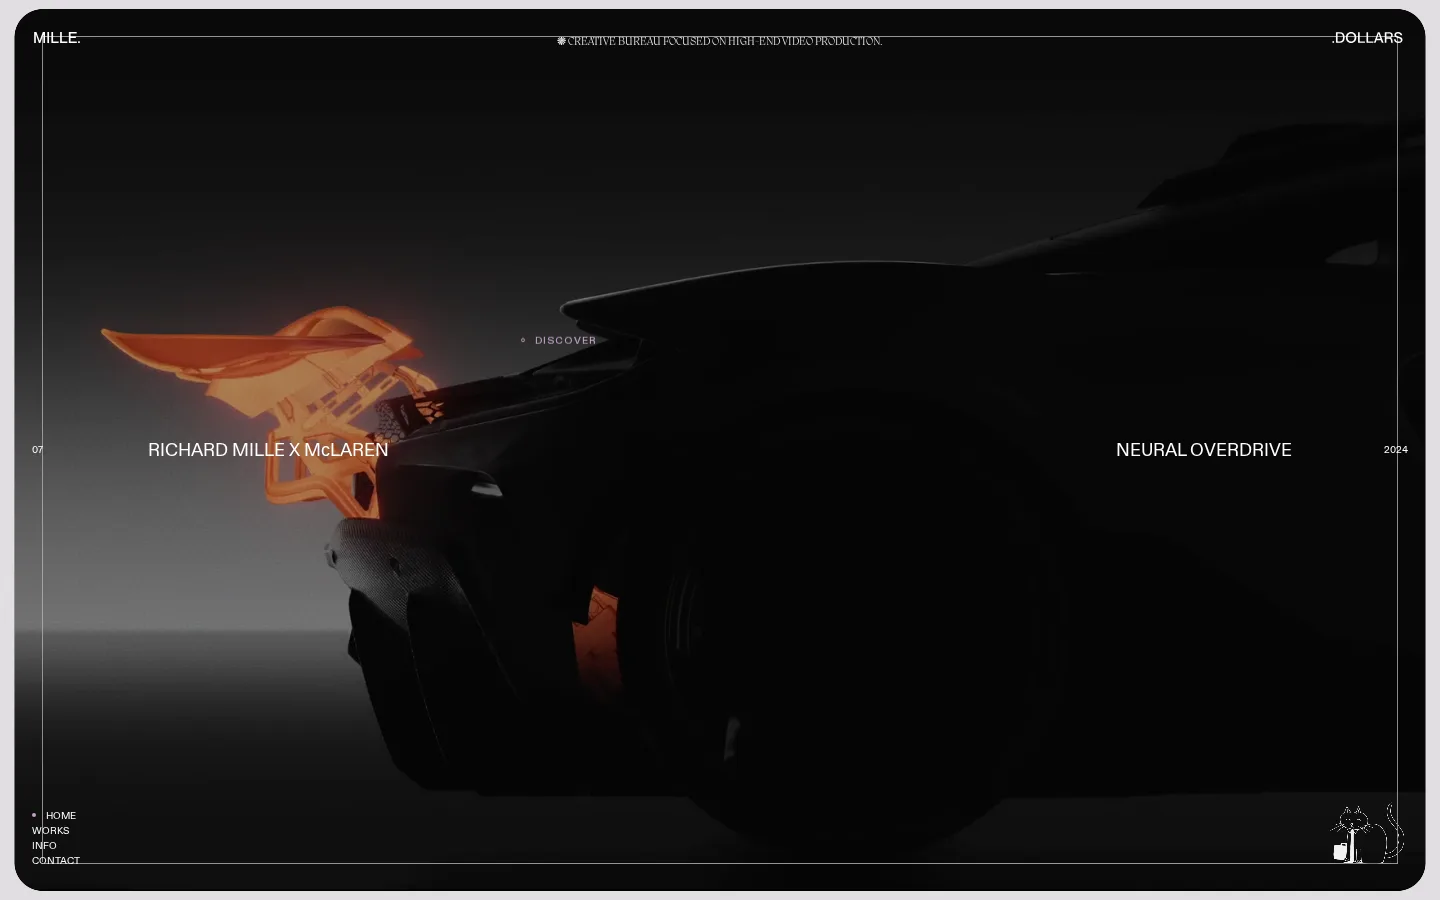 MILLE.
✺ CREATIVE BUREAU FOCUSED ON HIGH-END VIDEO PRODUCTION.
.DOLLARS
DISCOVER
07
RICHARD MILLE X McLAREN
NEURAL OVERDRIVE
2024
HOME
WORKS
INFO
CONTACT